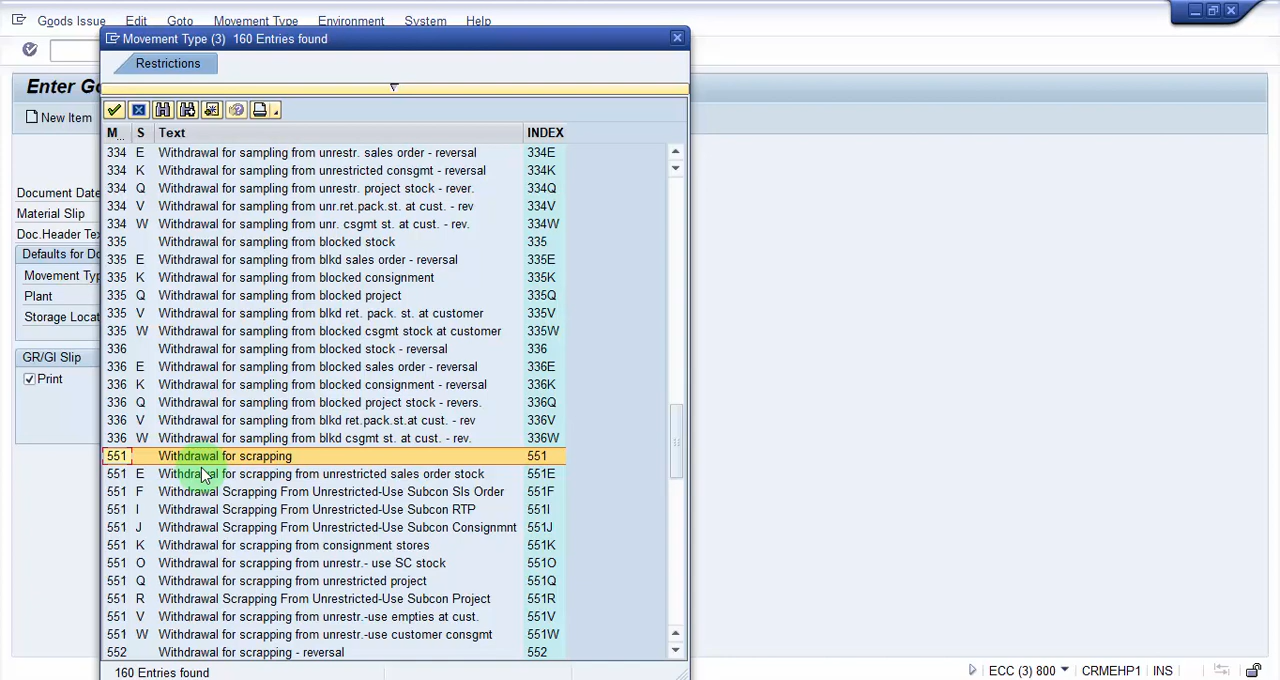 Goods Issue Edit Goto Movement Type Environment System Help
Movement Type (3) 160 Entries found
Restrictions
Enter Go
New Item
M.. S Text INDEX
334 E Withdrawal for sampling from unrestr. sales order - reversal 334E
334 K Withdrawal for sampling from unrestricted consgmt - reversal 334K
334 Q Withdrawal for sampling from unrestr. project stock - rever. 334Q
334 V Withdrawal for sampling from unr.ret.pack.st. at cust. - rev 334V
334 W Withdrawal for sampling from unr. csgmt st. at cust. - rev. 334W
335 Withdrawal for sampling from blocked stock 335
335 E Withdrawal for sampling from blkd sales order - reversal 335E
335 K Withdrawal for sampling from blocked consignment 335K
335 Q Withdrawal for sampling from blocked project 335Q
335 V Withdrawal for sampling from blkd ret. pack. st. at customer 335V
335 W Withdrawal for sampling from blocked csgmt stock at customer 335W
336 Withdrawal for sampling from blocked stock - reversal 336
336 E Withdrawal for sampling from blocked sales order - reversal 336E
336 K Withdrawal for sampling from blocked consignment - reversal 336K
336 Q Withdrawal for sampling from blocked project stock - revers. 336Q
336 V Withdrawal for sampling from blkd ret.pack.st.at cust. - rev 336V
336 W Withdrawal for sampling from blkd csgmt st. at cust. - rev. 336W
551 Withdrawal for scrapping 551
551 E Withdrawal for scrapping from unrestricted sales order stock 551E
551 F Withdrawal Scrapping From Unrestricted-Use Subcon Sls Order 551F
551 I Withdrawal Scrapping From Unrestricted-Use Subcon RTP 551I
551 J Withdrawal Scrapping From Unrestricted-Use Subcon Consignmnt 551J
551 K Withdrawal for scrapping from consignment stores 551K
551 O Withdrawal for scrapping from unrestr.- use SC stock 551O
551 Q Withdrawal for scrapping from unrestricted project 551Q
551 R Withdrawal Scrapping From Unrestricted-Use Subcon Project 551R
551 V Withdrawal for scrapping from unrestr.-use empties at cust. 551V
551 W Withdrawal for scrapping from unrestr.-use customer consgmt 551W
552 Withdrawal for scrapping - reversal 552
160 Entries found
Document Date
Material Slip
Doc.Header Tex
Defaults for Do
Movement Typ
Plant
Storage Locat
GR/GI Slip
Print
ECC (3) 800 CRMEHP1 INS